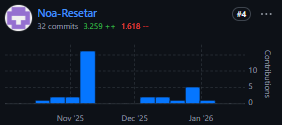 Noa-Resetar
#4
32 commits 3.259 ++ 1.618 --
10
5
0
Contributions
Nov '25
Dec '25
Jan '26